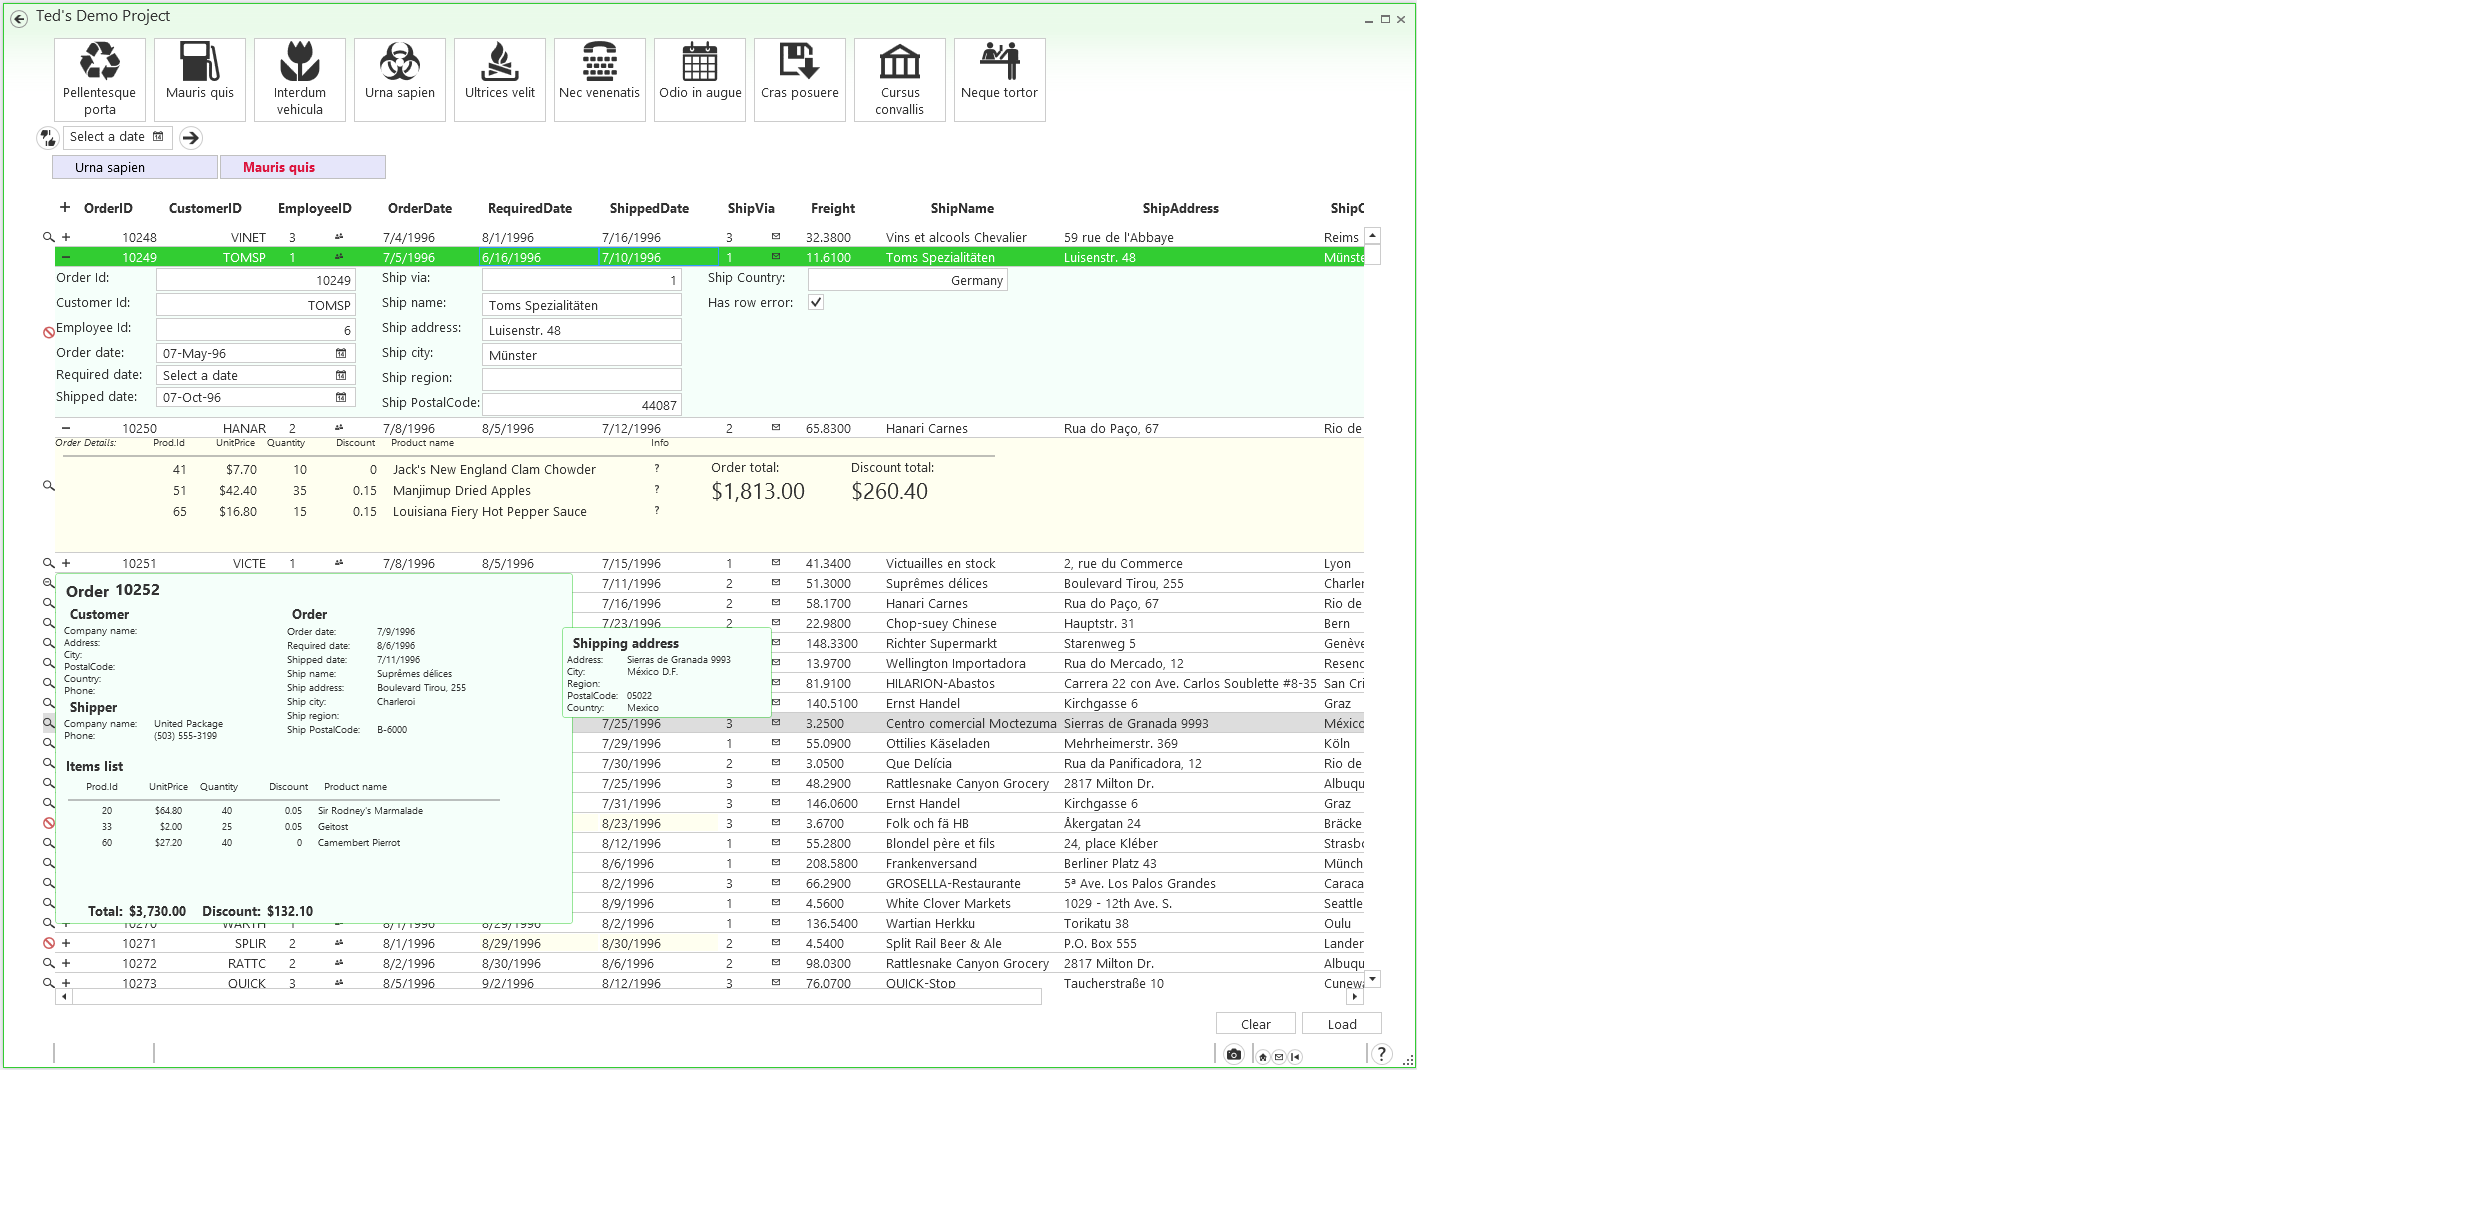 Ted's Demo Project
Pellentesque porta
Mauris quis
Interdum vehicula
Urna sapien
Ultrices velit
Nec venenatis
Odio in augue
Cras posuere
Cursus convallis
Neque tortor
Select a date
Urna sapien Mauris quis
+ OrderID CustomerID EmployeeID OrderDate RequiredDate ShippedDate ShipVia Freight ShipName ShipAddress ShipC
+ 10248 VINET 3 7/4/1996 8/1/1996 7/16/1996 3 32.3800 Vins et alcools Chevalier 59 rue de l'Abbaye Reims
− 10249 TOMSP 1 7/5/1996 6/16/1996 7/10/1996 1 11.6100 Toms Spezialitäten Luisenstr. 48 Münste
Order Id: 10249 Ship via: 1 Ship Country: Germany
Customer Id: TOMSP Ship name: Toms Spezialitäten Has row error:
Employee Id: 6 Ship address: Luisenstr. 48
Order date: 07-May-96 Ship city: Münster
Required date: Select a date Ship region:
Shipped date: 07-Oct-96 Ship PostalCode: 44087
− 10250 HANAR 2 7/8/1996 8/5/1996 7/12/1996 2 65.8300 Hanari Carnes Rua do Paço, 67 Rio de
Order Details: Prod.Id UnitPrice Quantity Discount Product name Info
41 $7.70 10 0 Jack's New England Clam Chowder ? Order total: Discount total:
51 $42.40 35 0.15 Manjimup Dried Apples ? $1,813.00 $260.40
65 $16.80 15 0.15 Louisiana Fiery Hot Pepper Sauce ?
+ 10251 VICTE 1 7/8/1996 8/5/1996 7/15/1996 1 41.3400 Victuailles en stock 2, rue du Commerce Lyon
7/11/1996 2 51.3000 Suprêmes délices Boulevard Tirou, 255 Charler
7/16/1996 2 58.1700 Hanari Carnes Rua do Paço, 67 Rio de
7/23/1996 2 22.9800 Chop-suey Chinese Hauptstr. 31 Bern
148.3300 Richter Supermarkt Starenweg 5 Genève
13.9700 Wellington Importadora Rua do Mercado, 12 Resenc
81.9100 HILARION-Abastos Carrera 22 con Ave. Carlos Soublette #8-35 San Cri
140.5100 Ernst Handel Kirchgasse 6 Graz
7/25/1996 3 3.2500 Centro comercial Moctezuma Sierras de Granada 9993 México
7/29/1996 1 55.0900 Ottilies Käseladen Mehrheimerstr. 369 Köln
7/30/1996 2 3.0500 Que Delícia Rua da Panificadora, 12 Rio de
7/25/1996 3 48.2900 Rattlesnake Canyon Grocery 2817 Milton Dr. Albuqu
7/31/1996 3 146.0600 Ernst Handel Kirchgasse 6 Graz
8/23/1996 3 3.6700 Folk och fä HB Åkergatan 24 Bräcke
8/12/1996 1 55.2800 Blondel père et fils 24, place Kléber Strasbo
8/6/1996 1 208.5800 Frankenversand Berliner Platz 43 Münch
8/2/1996 3 66.2900 GROSELLA-Restaurante 5ª Ave. Los Palos Grandes Caraca
8/9/1996 1 4.5600 White Clover Markets 1029 - 12th Ave. S. Seattle
+ 10270 WARTH 1 8/1/1996 8/29/1996 8/2/1996 1 136.5400 Wartian Herkku Torikatu 38 Oulu
+ 10271 SPLIR 2 8/1/1996 8/29/1996 8/30/1996 2 4.5400 Split Rail Beer & Ale P.O. Box 555 Lander
+ 10272 RATTC 2 8/2/1996 8/30/1996 8/6/1996 2 98.0300 Rattlesnake Canyon Grocery 2817 Milton Dr. Albuqu
+ 10273 QUICK 3 8/5/1996 9/2/1996 8/12/1996 3 76.0700 QUICK-Stop Taucherstraße 10 Cunewa
Order 10252
Customer
Company name:
Address:
City:
PostalCode:
Country:
Phone:
Shipper
Company name: United Package
Phone: (503) 555-3199
Order
Order date: 7/9/1996
Required date: 8/6/1996
Shipped date: 7/11/1996
Ship name: Suprêmes délices
Ship address: Boulevard Tirou, 255
Ship city: Charleroi
Ship region:
Ship PostalCode: B-6000
Items list
Prod.Id UnitPrice Quantity Discount Product name
20 $64.80 40 0.05 Sir Rodney's Marmalade
33 $2.00 25 0.05 Geitost
60 $27.20 40 0 Camembert Pierrot
Total: $3,730.00 Discount: $132.10
Shipping address
Address: Sierras de Granada 9993
City: México D.F.
Region:
PostalCode: 05022
Country: Mexico
Clear Load
?